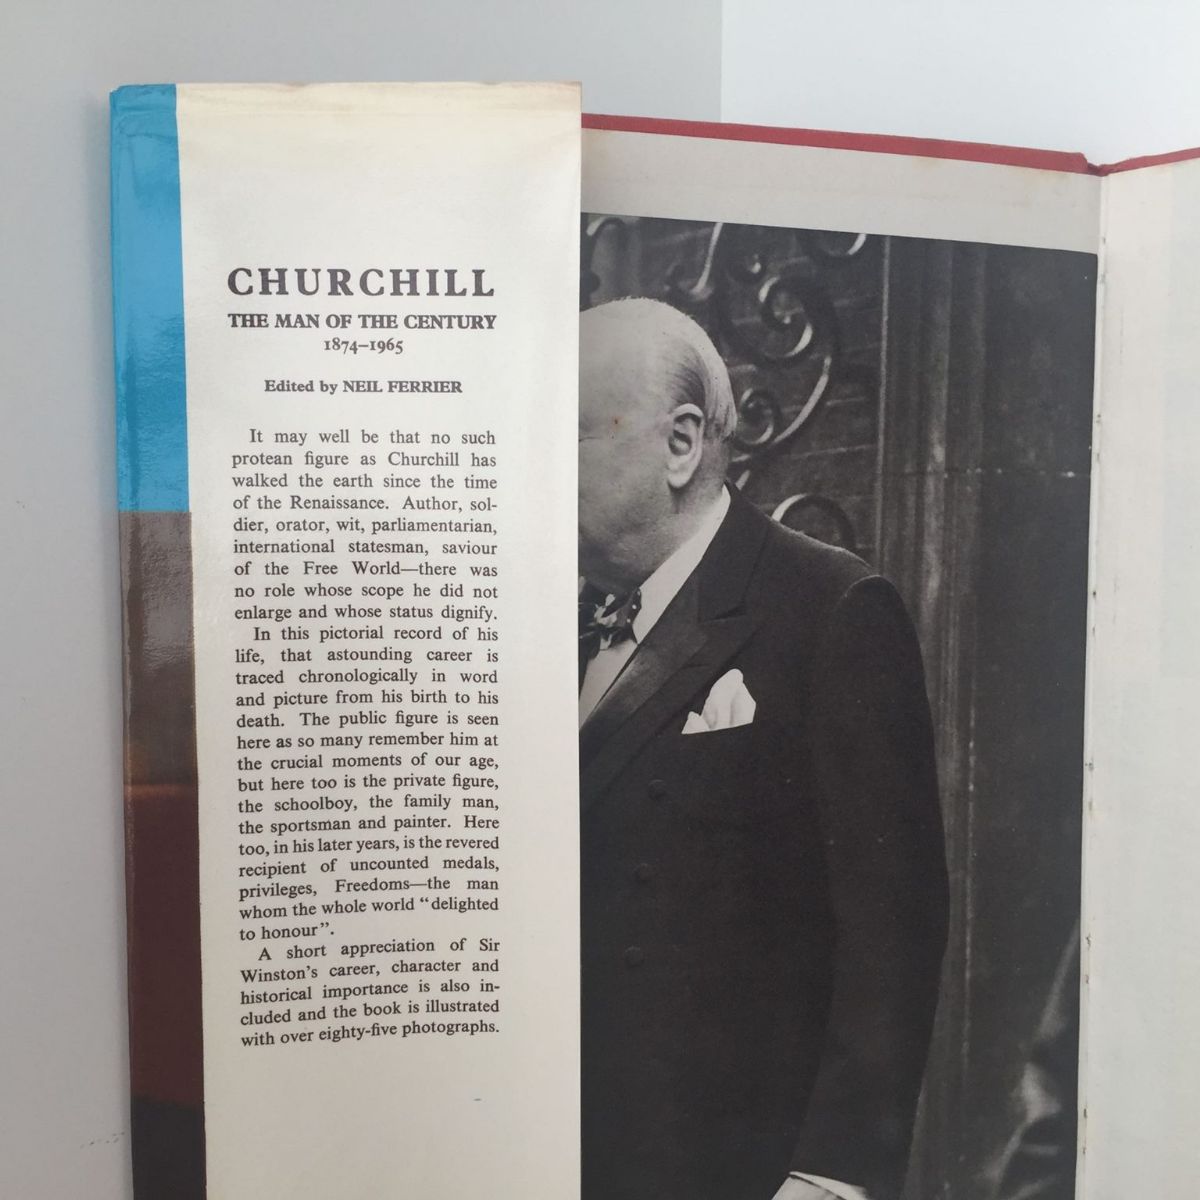 CHURCHILL
THE MAN OF THE CENTURY
1874–1965
Edited by NEIL FERRIER
It may well be that no such
protean figure as Churchill has
walked the earth since the time
of the Renaissance. Author, sol-
dier, orator, wit, parliamentarian,
international statesman, saviour
of the Free World—there was
no role whose scope he did not
enlarge and whose status dignify.
In this pictorial record of his
life, that astounding career is
traced chronologically in word
and picture from his birth to his
death. The public figure is seen
here as so many remember him at
the crucial moments of our age,
but here too is the private figure,
the schoolboy, the family man,
the sportsman and painter. Here
too, in his later years, is the revered
recipient of uncounted medals,
privileges, Freedoms—the man
whom the whole world “delighted
to honour”.
A short appreciation of Sir
Winston's career, character and
historical importance is also in-
cluded and the book is illustrated
with over eighty-five photographs.